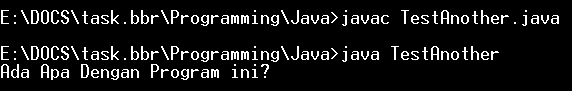 E:\DOCS\task.bbr\Programming\Java>javac TestAnother.java
E:\DOCS\task.bbr\Programming\Java>java TestAnother
Ada Apa Dengan Program ini?